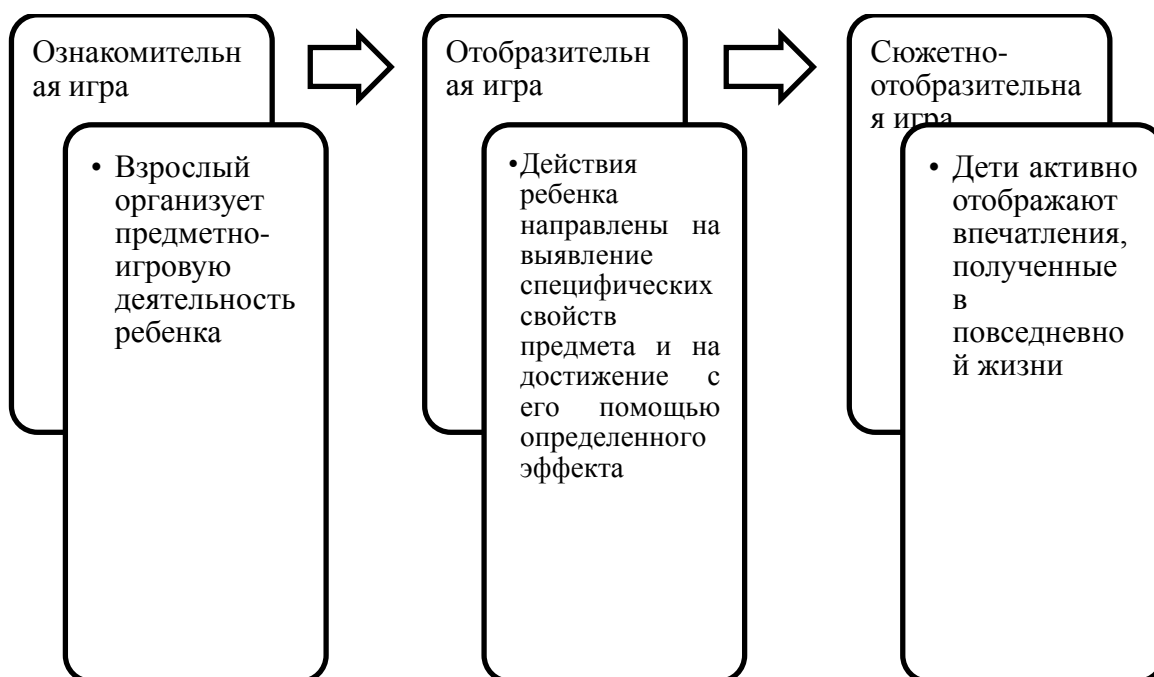 Ознакомительн
ая игра
• Взрослый
организует
предметно-
игровую
деятельность
ребенка
Отобразительн
ая игра
•Действия
ребенка
направлены на
выявление
специфических
свойств
предмета и на
достижение с
его помощью
определенного
эффекта
Сюжетно-
отобразительна
я игра
• Дети активно
отображают
впечатления,
полученные
в
повседневно
й жизни